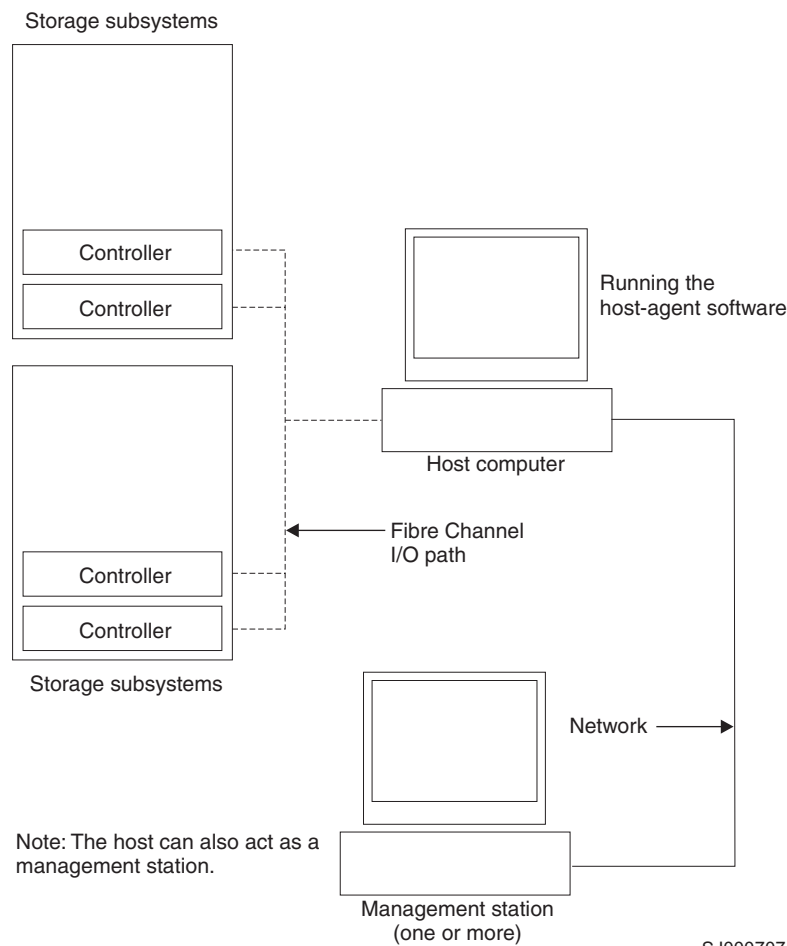 Storage subsystems
Controller
Controller
Running the
host-agent software
Host computer
Fibre Channel
I/O path
Controller
Controller
Storage subsystems
Network
Note: The host can also act as a
management station.
Management station
(one or more)